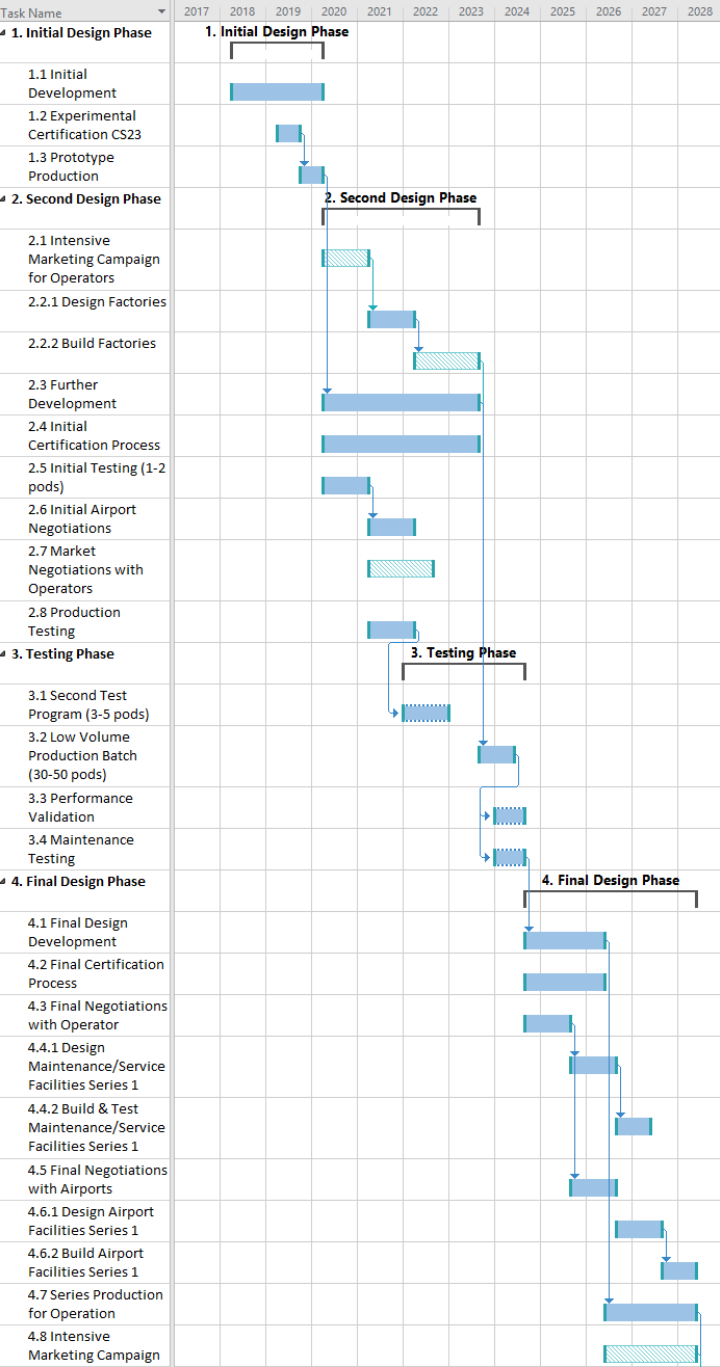 Task Name 2017 2018 2019 2020 2021 2022 2023 2024 2025 2026 2027 2028
1. Initial Design Phase
1. Initial Design Phase
1.1 Initial
Development
1.2 Experimental
Certification CS23
1.3 Prototype
Production
2. Second Design Phase
2. Second Design Phase
2.1 Intensive
Marketing Campaign
for Operators
2.2.1 Design Factories
2.2.2 Build Factories
2.3 Further
Development
2.4 Initial
Certification Process
2.5 Initial Testing (1-2
pods)
2.6 Initial Airport
Negotiations
2.7 Market
Negotiations with
Operators
2.8 Production
Testing
3. Testing Phase
3. Testing Phase
3.1 Second Test
Program (3-5 pods)
3.2 Low Volume
Production Batch
(30-50 pods)
3.3 Performance
Validation
3.4 Maintenance
Testing
4. Final Design Phase
4. Final Design Phase
4.1 Final Design
Development
4.2 Final Certification
Process
4.3 Final Negotiations
with Operator
4.4.1 Design
Maintenance/Service
Facilities Series 1
4.4.2 Build & Test
Maintenance/Service
Facilities Series 1
4.5 Final Negotiations
with Airports
4.6.1 Design Airport
Facilities Series 1
4.6.2 Build Airport
Facilities Series 1
4.7 Series Production
for Operation
4.8 Intensive
Marketing Campaign